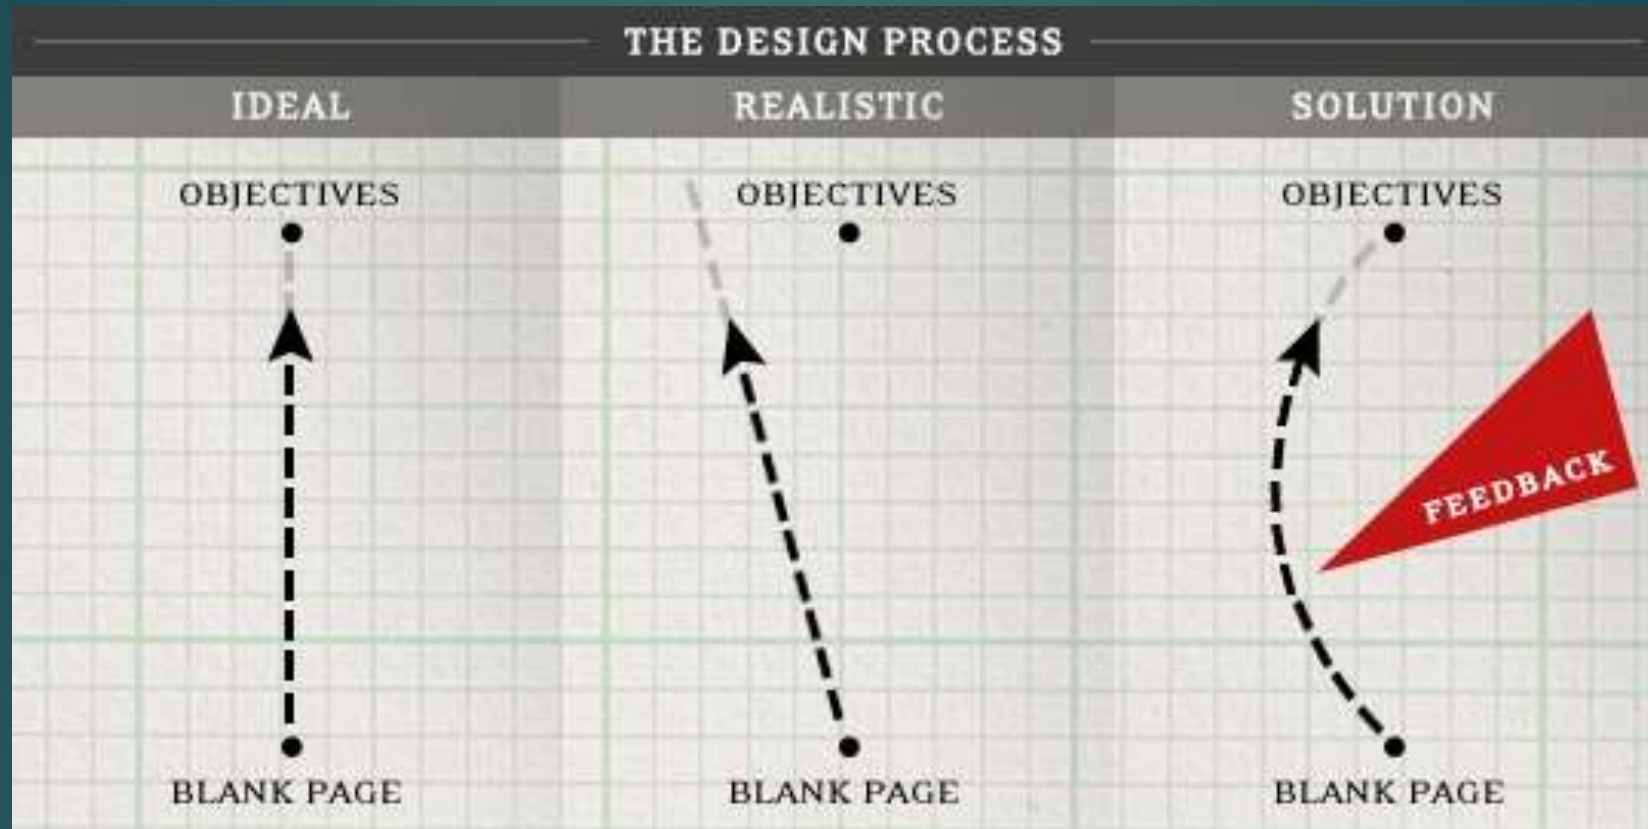 THE DESIGN PROCESS
IDEAL
REALISTIC
SOLUTION
OBJECTIVES
OBJECTIVES
OBJECTIVES
FEEDBACK
BLANK PAGE
BLANK PAGE
BLANK PAGE